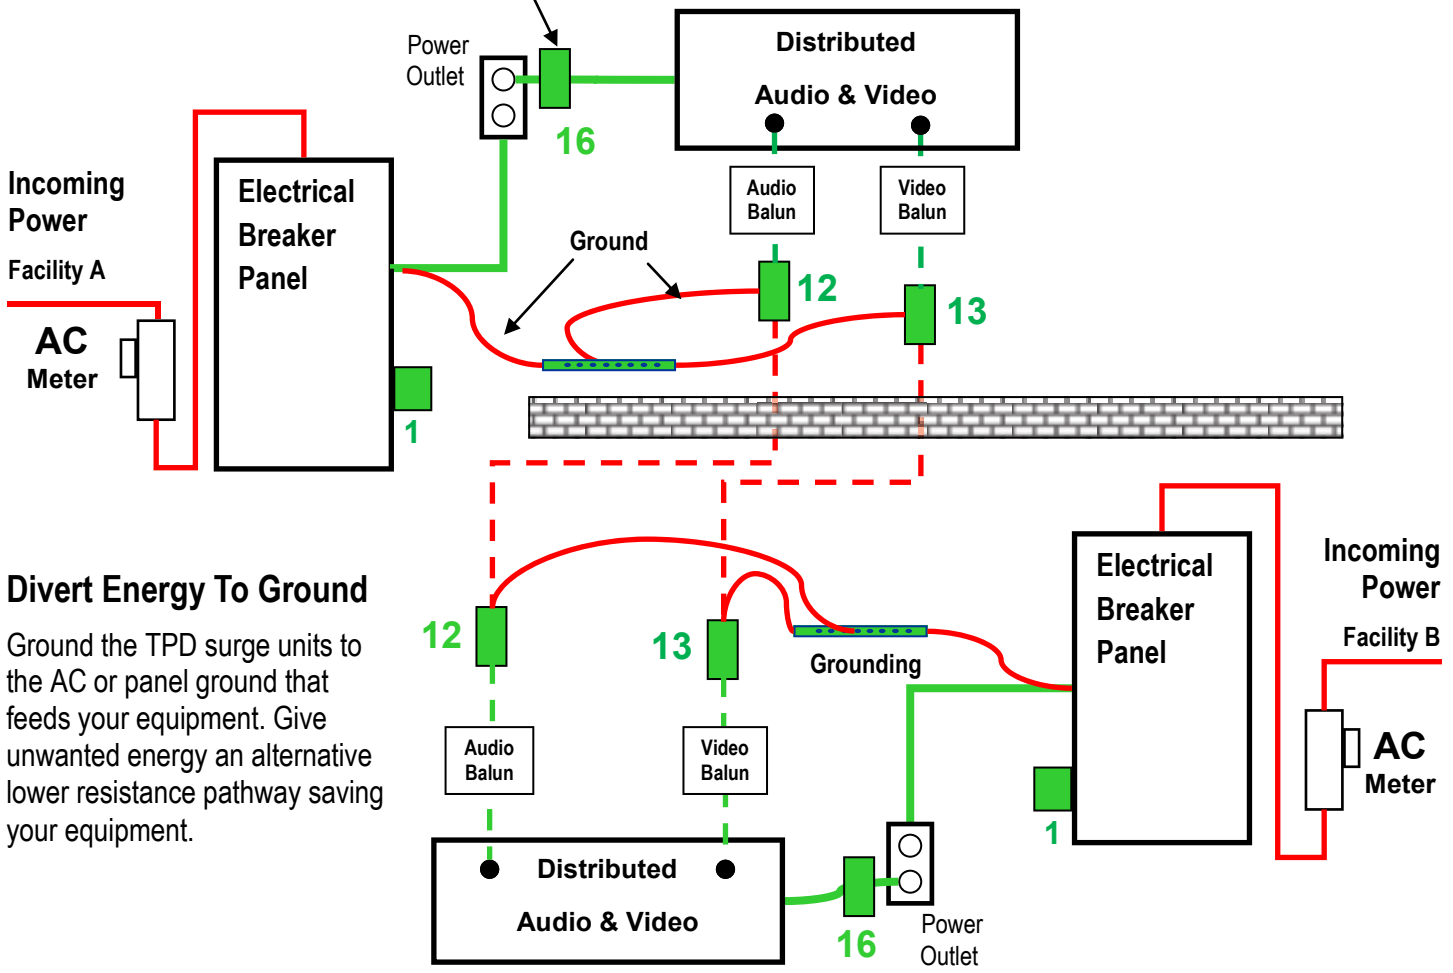 Power
Outlet
16
Distributed
Audio & Video
Incoming
Power
Facility A
AC
Meter
Electrical
Breaker
Panel
1
Ground
Audio
Balun
Video
Balun
12
13
Divert Energy To Ground
Ground the TPD surge units to
the AC or panel ground that
feeds your equipment. Give
unwanted energy an alternative
lower resistance pathway saving
your equipment.
12
13
Grounding
Audio
Balun
Video
Balun
Distributed
Audio & Video
16
Power
Outlet
Electrical
Breaker
Panel
1
Incoming
Power
Facility B
AC
Meter